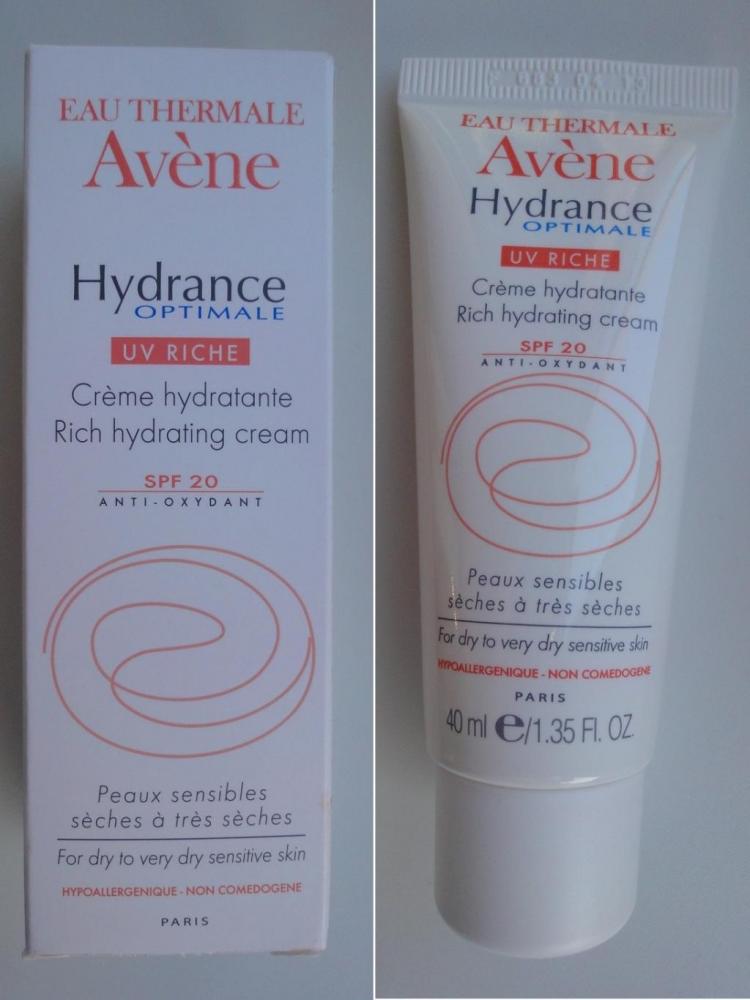 EAU THERMALE
Avène
Hydrance
OPTIMALE
UV RICHE
Crème hydratante
Rich hydrating cream
SPF 20
ANTI-OXYDANT
Peaux sensibles
sèches à très sèches
For dry to very dry sensitive skin
HYPOALLERGENIQUE - NON COMEDOGENE
PARIS
EAU THERMALE
Avène
Hydrance
OPTIMALE
UV RICHE
Crème hydratante
Rich hydrating cream
SPF 20
ANTI-OXYDANT
Peaux sensibles
sèches à très sèches
For dry to very dry sensitive skin
HYPOALLERGENIQUE - NON COMEDOGENE
PARIS
40 ml e/1.35 Fl. OZ.